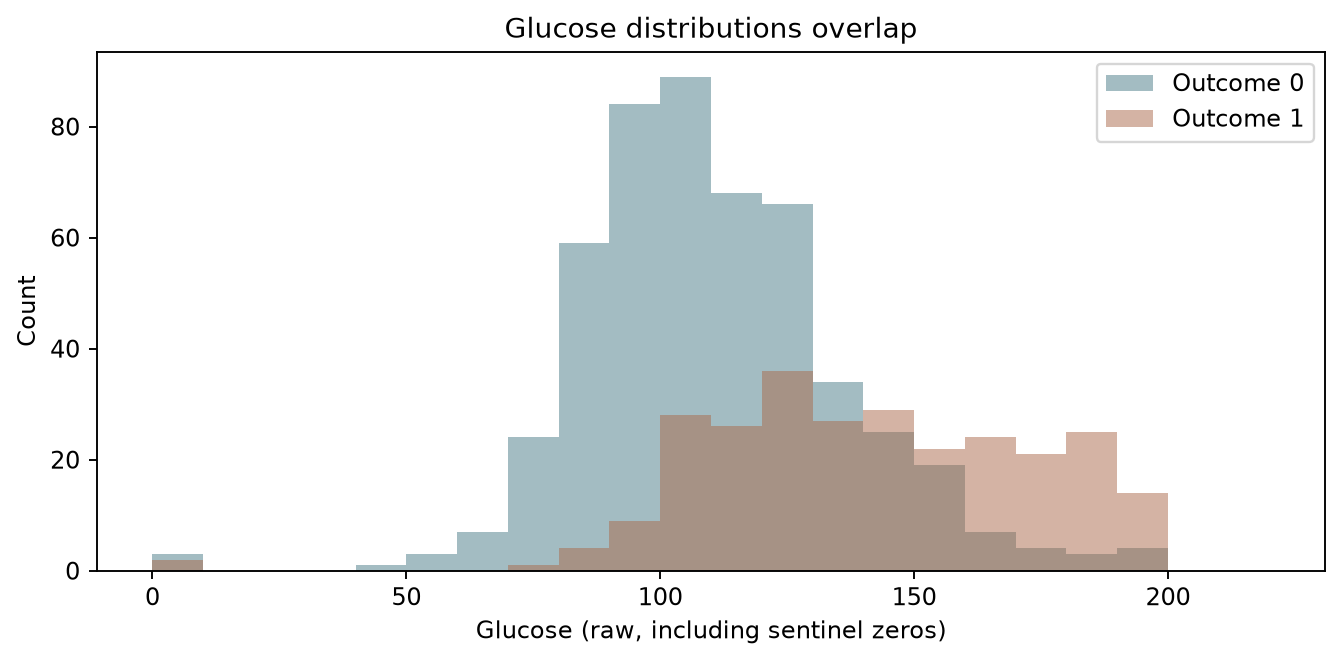 Glucose distributions overlap
Outcome 0
Outcome 1
80
60
40
20
0
Count
0 50 100 150 200
Glucose (raw, including sentinel zeros)